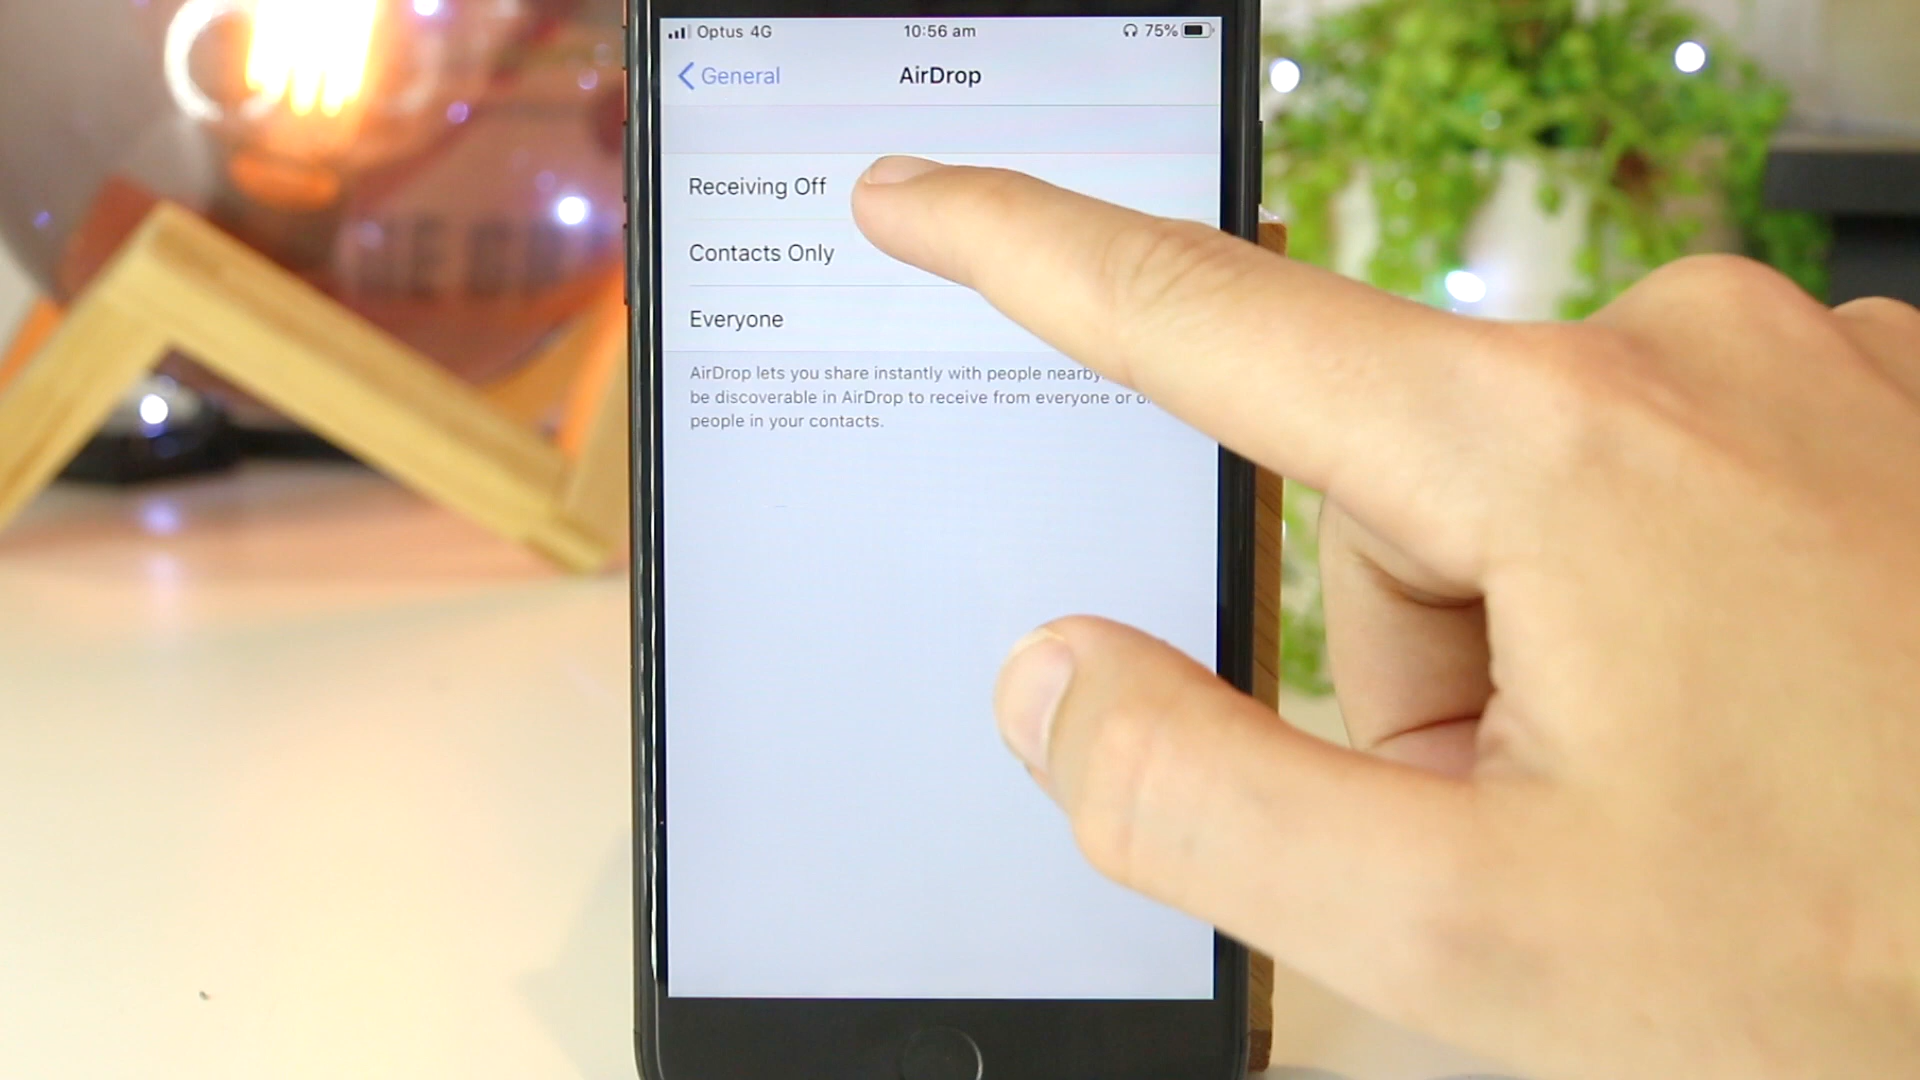 Optus 4G 10:56 am 75%
General AirDrop
Receiving Off
Contacts Only
Everyone
AirDrop lets you share instantly with people nearby.
be discoverable in AirDrop to receive from everyone or
people in your contacts.